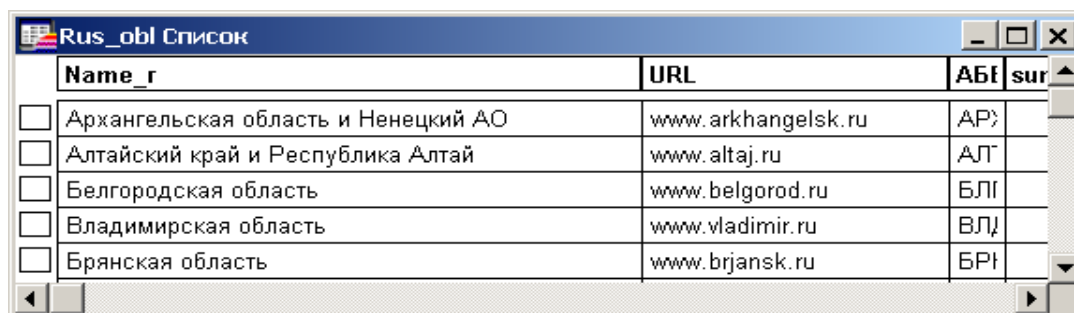 Rus_obl Список
Name_r URL
Архангельская область и Ненецкий АО www.arkhangelsk.ru
Алтайский край и Республика Алтай www.altaj.ru
Белгородская область www.belgorod.ru
Владимирская область www.vladimir.ru
Брянская область www.brjansk.ru